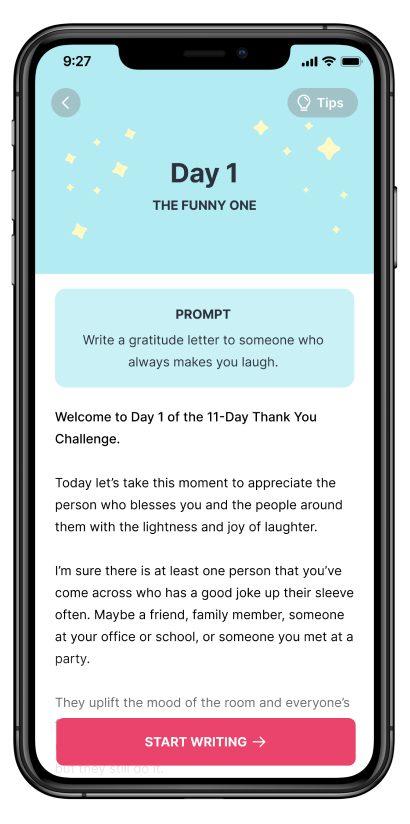 9:27
Tips
Day 1
THE FUNNY ONE
PROMPT
Write a gratitude letter to someone who
always makes you laugh.
Welcome to Day 1 of the 11-Day Thank You
Challenge.
Today let's take this moment to appreciate the
person who blesses you and the people around
them with the lightness and joy of laughter.
I'm sure there is at least one person that you've
come across who has a good joke up their sleeve
often. Maybe a friend, family member, someone
at your office or school, or someone you met at a
party.
They uplift the mood of the room and everyone's
START WRITING →
but they still do it.